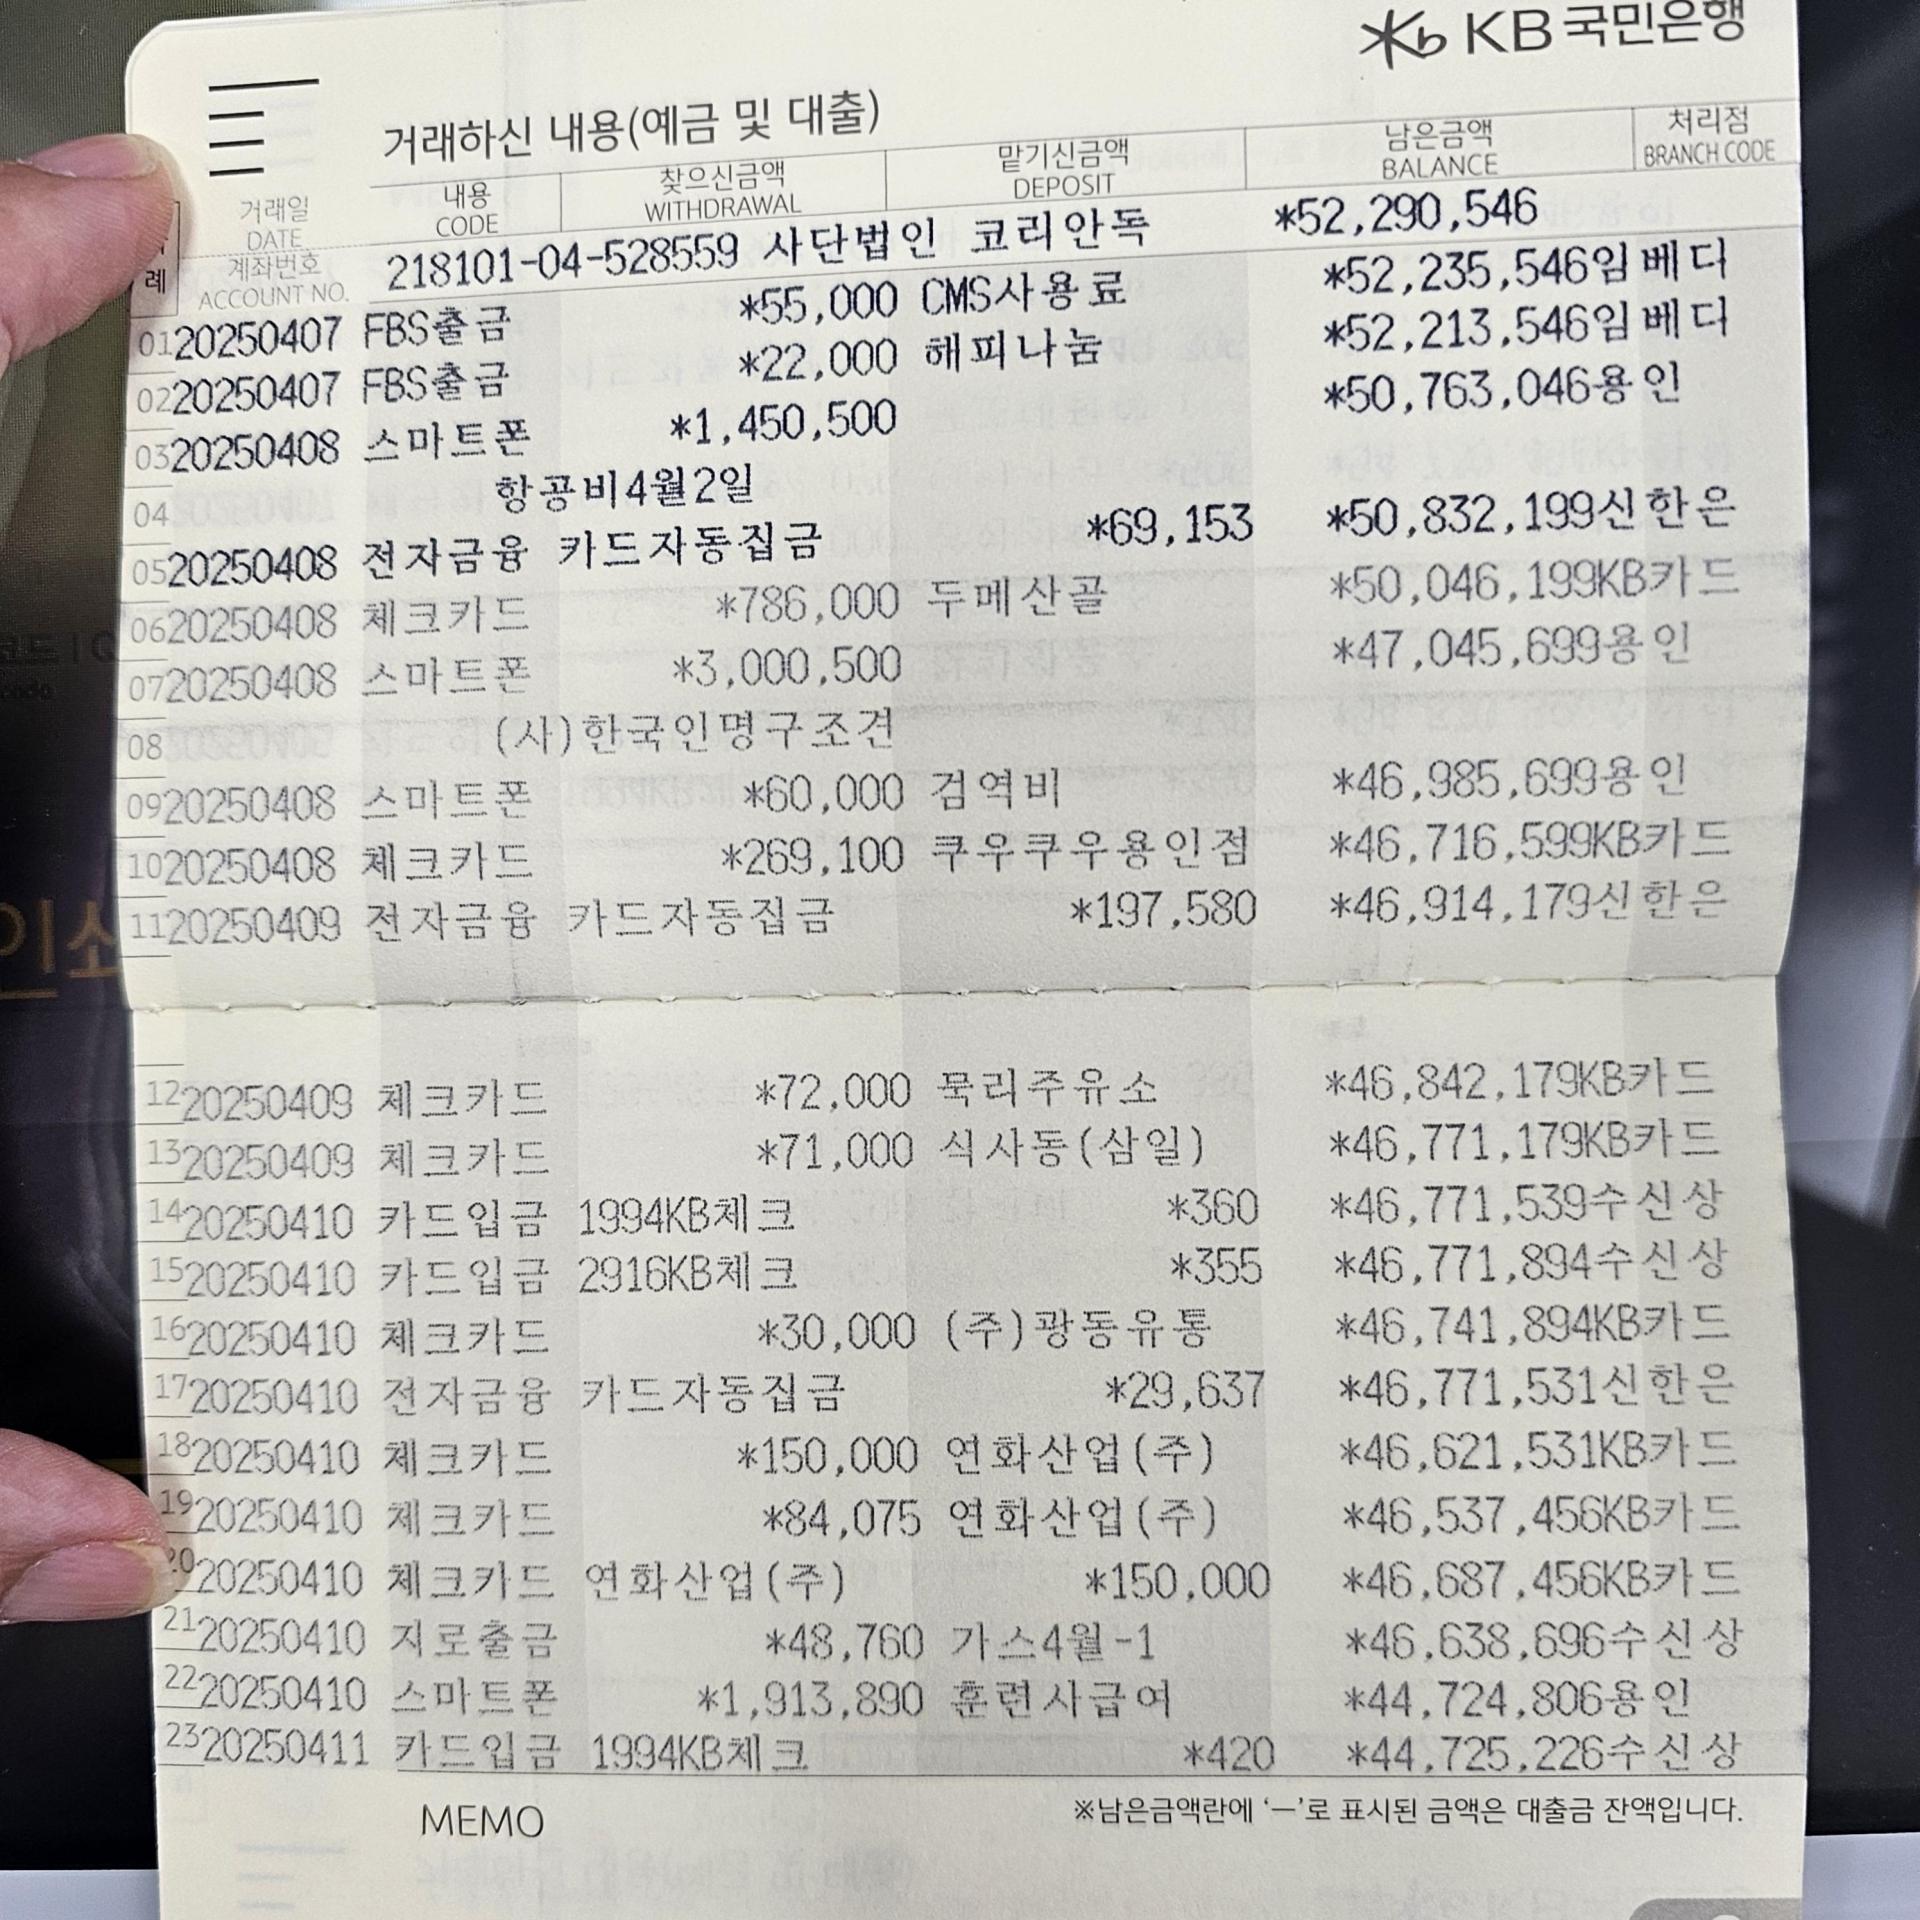 KB 국민은행
거래하신 내용(예금 및 대출)
거래일 DATE 내용 CODE 찾으신금액 WITHDRAWAL 맡기신금액 DEPOSIT 남은금액 BALANCE 처리점 BRANCH CODE
계좌번호 ACCOUNT NO. 218101-04-528559 사단법인 코리안독 *52,290,546
례
01 20250407 FBS출금 *55,000 CMS사용료 *52,235,546임베디
02 20250407 FBS출금 *22,000 해피나눔 *52,213,546임베디
03 20250408 스마트폰 *1,450,500 *50,763,046용인
04 항공비4월2일
05 20250408 전자금융 카드자동집금 *69,153 *50,832,199신한은
06 20250408 체크카드 *786,000 두메산골 *50,046,199KB카드
07 20250408 스마트폰 *3,000,500 *47,045,699용인
08 (사)한국인명구조견
09 20250408 스마트폰 *60,000 검역비 *46,985,699용인
10 20250408 체크카드 *269,100 쿠우쿠우용인점 *46,716,599KB카드
11 20250409 전자금융 카드자동집금 *197,580 *46,914,179신한은
12 20250409 체크카드 *72,000 묵리주유소 *46,842,179KB카드
13 20250409 체크카드 *71,000 식사동(삼일) *46,771,179KB카드
14 20250410 카드입금 1994KB체크 *360 *46,771,539수신상
15 20250410 카드입금 2916KB체크 *355 *46,771,894수신상
16 20250410 체크카드 *30,000 (주)광동유통 *46,741,894KB카드
17 20250410 전자금융 카드자동집금 *29,637 *46,771,531신한은
18 20250410 체크카드 *150,000 연화산업(주) *46,621,531KB카드
19 20250410 체크카드 *84,075 연화산업(주) *46,537,456KB카드
20 20250410 체크카드 연화산업(주) *150,000 *46,687,456KB카드
21 20250410 지로출금 *48,760 가스4월-1 *46,638,696수신상
22 20250410 스마트폰 *1,913,890 훈련사급여 *44,724,806용인
23 20250411 카드입금 1994KB체크 *420 *44,725,226수신상
MEMO
※남은금액란에 '—'로 표시된 금액은 대출금 잔액입니다.